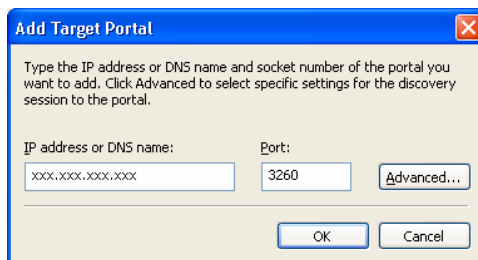 Add Target Portal
Type the IP address or DNS name and socket number of the portal you
want to add. Click Advanced to select specific settings for the discovery
session to the portal.
IP address or DNS name: Port:
xxx.xxx.xxx.xxx 3260 Advanced...
OK Cancel